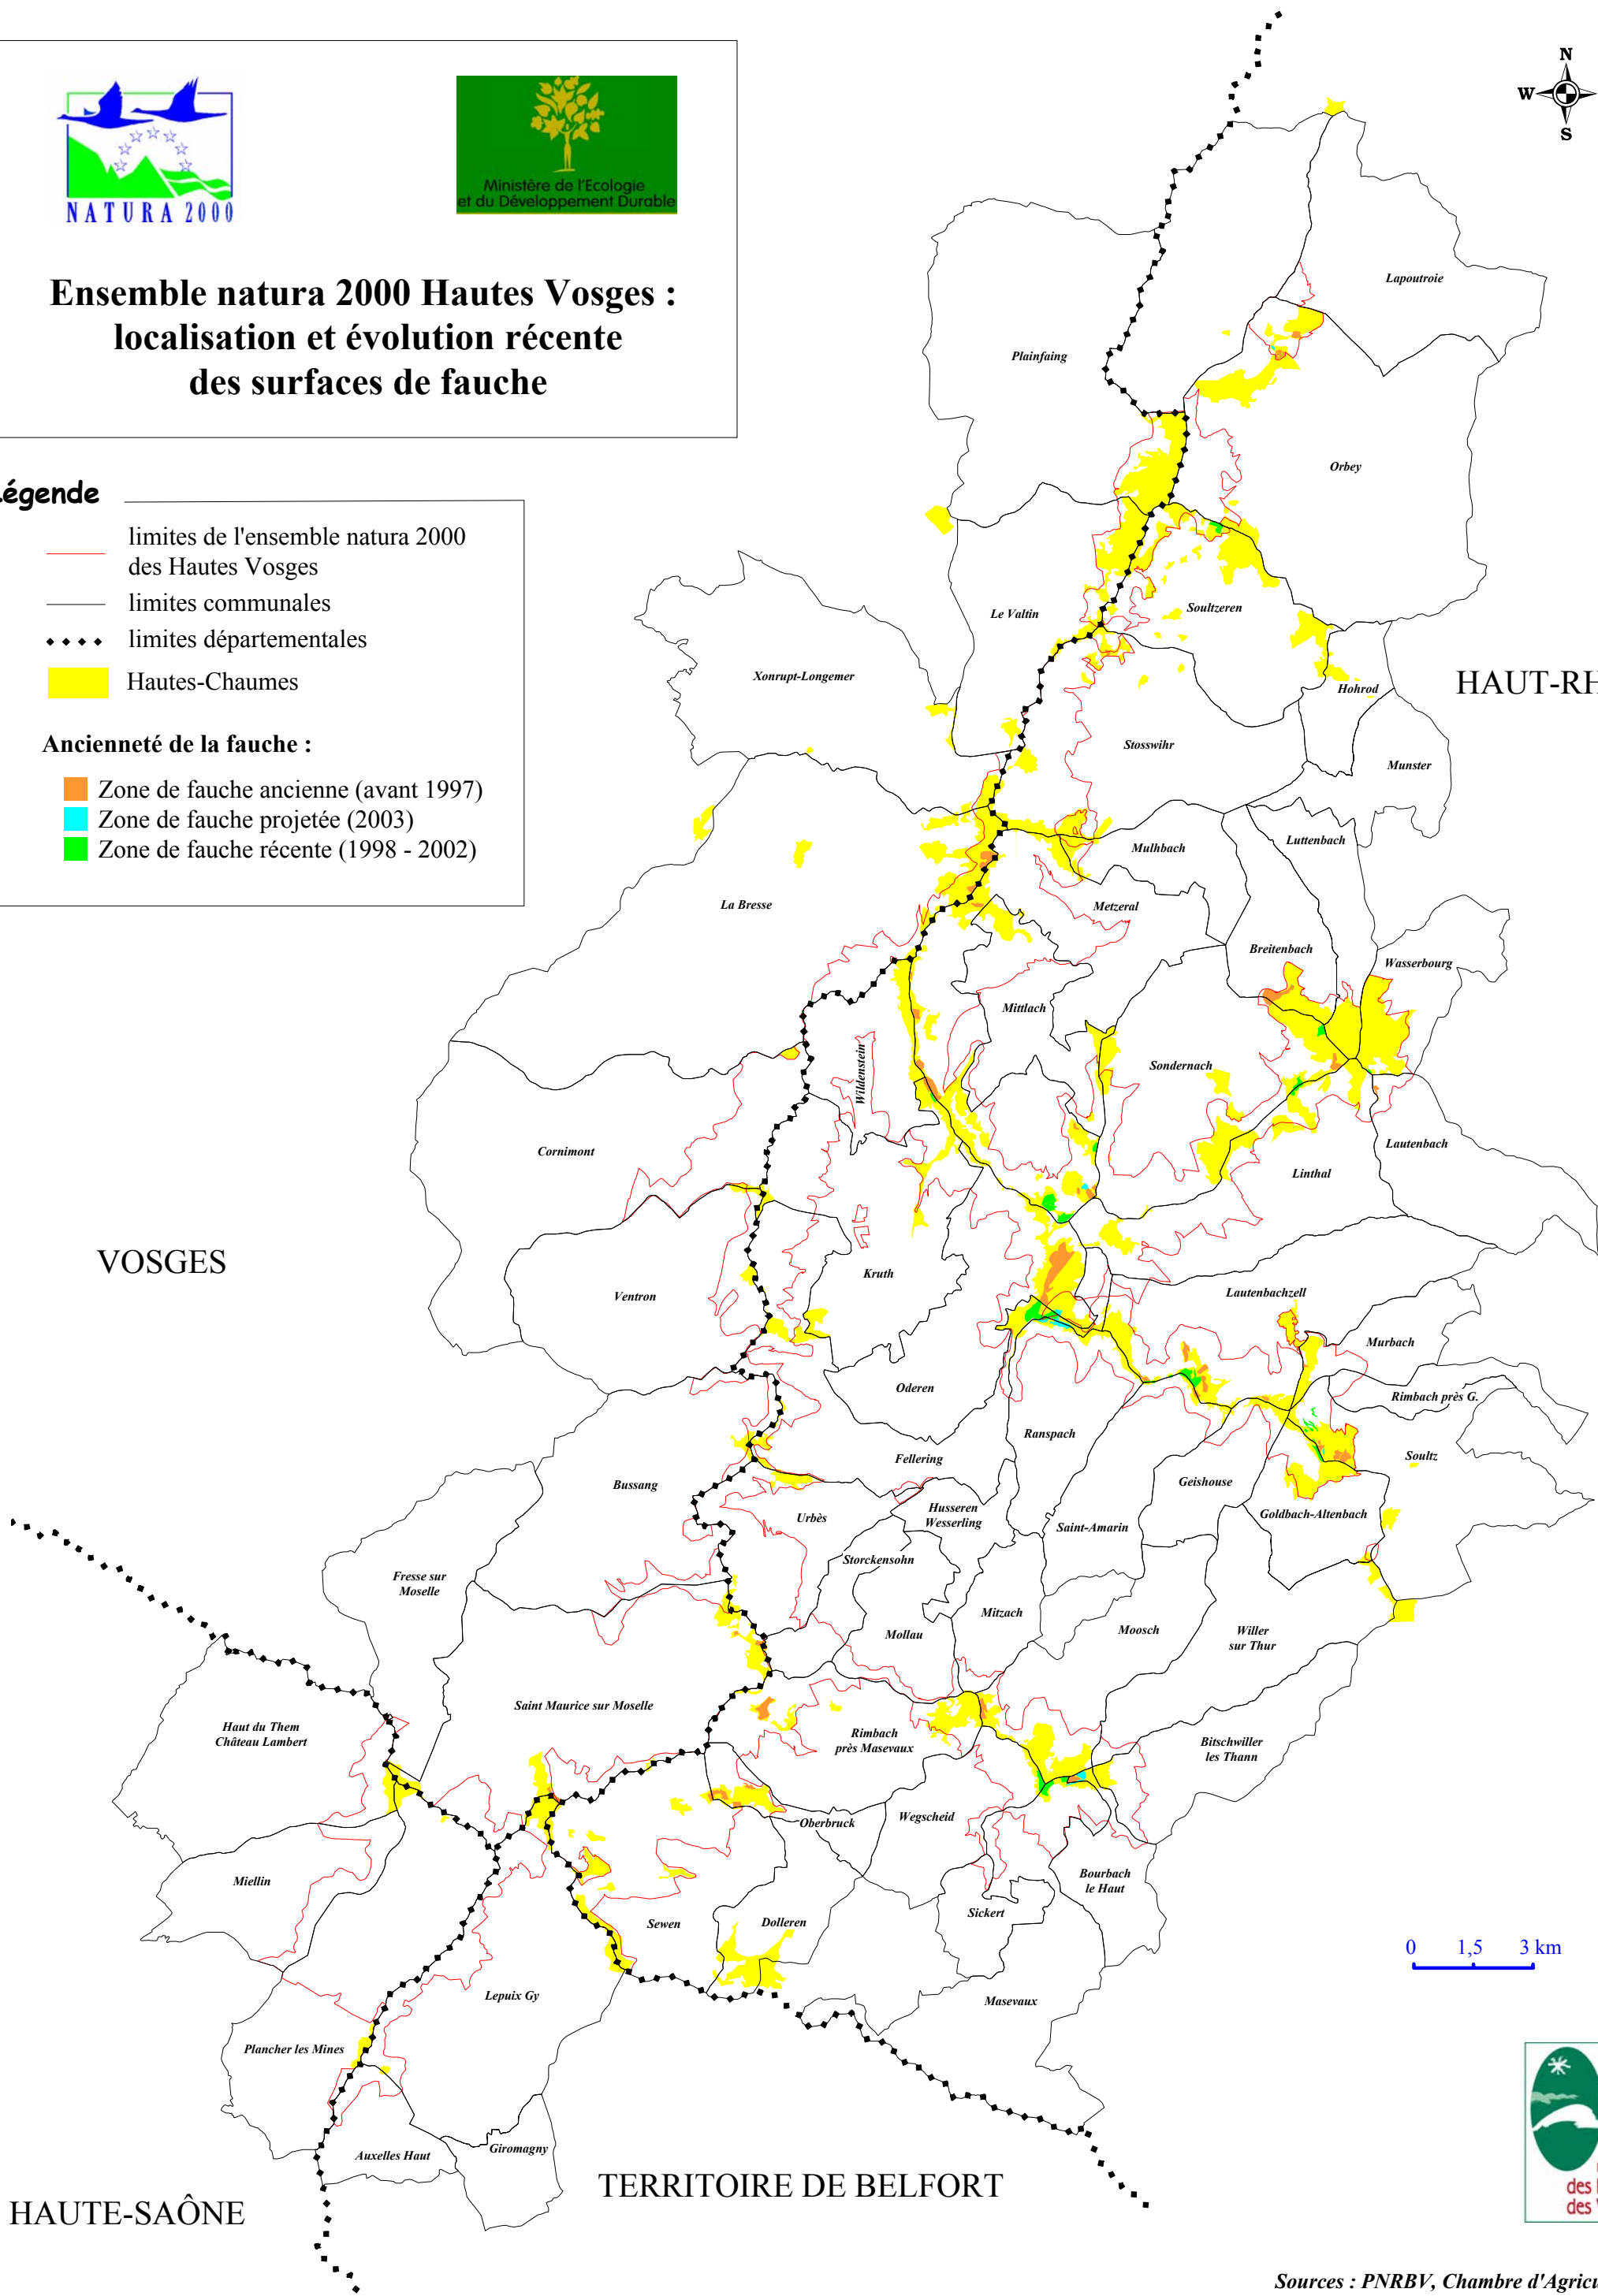 NATURA 2000
Ministère de l'Ecologie
et du Développement Durable
Ensemble natura 2000 Hautes Vosges :
localisation et évolution récente
des surfaces de fauche
N
W
S
légende
limites de l'ensemble natura 2000
des Hautes Vosges
limites communales
limites départementales
Hautes-Chaumes
Ancienneté de la fauche :
Zone de fauche ancienne (avant 1997)
Zone de fauche projetée (2003)
Zone de fauche récente (1998 - 2002)
Lapoutroie
Plainfaing
Orbey
Le Valtin
Soultzeren
Xonrupt-Longemer
Hohrod
HAUT-RH
Stosswihr
Munster
Mulhbach
Luttenbach
La Bresse
Metzeral
Breitenbach
Wasserbourg
Mittlach
Wildenstein
Sondernach
Cornimont
Lautenbach
Linthal
VOSGES
Kruth
Ventron
Lautenbachzell
Murbach
Oderen
Rimbach près G.
Ranspach
Fellering
Soultz
Bussang
Geishouse
Urbès
Husseren
Wesserling
Goldbach-Altenbach
Saint-Amarin
Storckensohn
Fresse sur
Moselle
Mitzach
Mollau
Moosch
Willer
sur Thur
Saint Maurice sur Moselle
Haut du Them
Château Lambert
Rimbach
près Masevaux
Bitschwiller
les Thann
Oberbruck
Wegscheid
Miellin
Bourbach
le Haut
Sickert
Sewen
Dolleren
0 1,5 3 km
Lepuix Gy
Masevaux
Plancher les Mines
Auxelles Haut
Giromagny
TERRITOIRE DE BELFORT
HAUTE-SAÔNE
des
des
Sources : PNRBV, Chambre d'Agricu